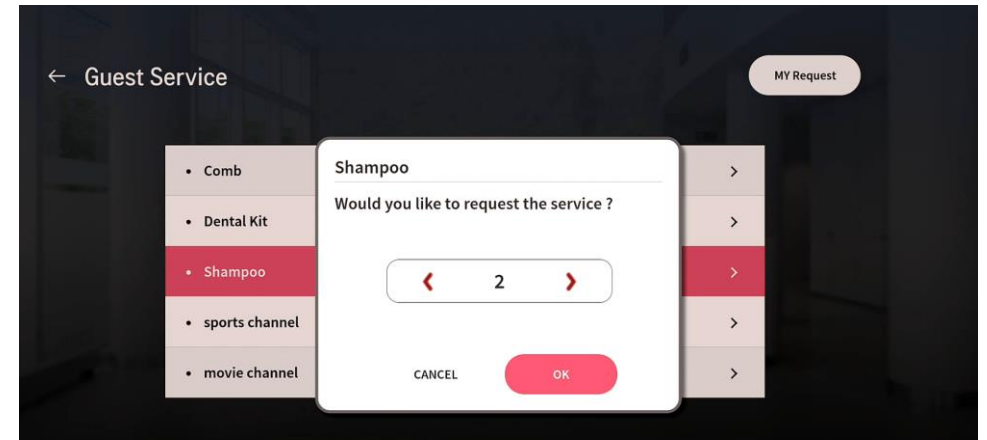 ← Guest Service
MY Request
• Comb
• Dental Kit
• Shampoo
• sports channel
• movie channel
Shampoo
Would you like to request the service ?
2
CANCEL
OK